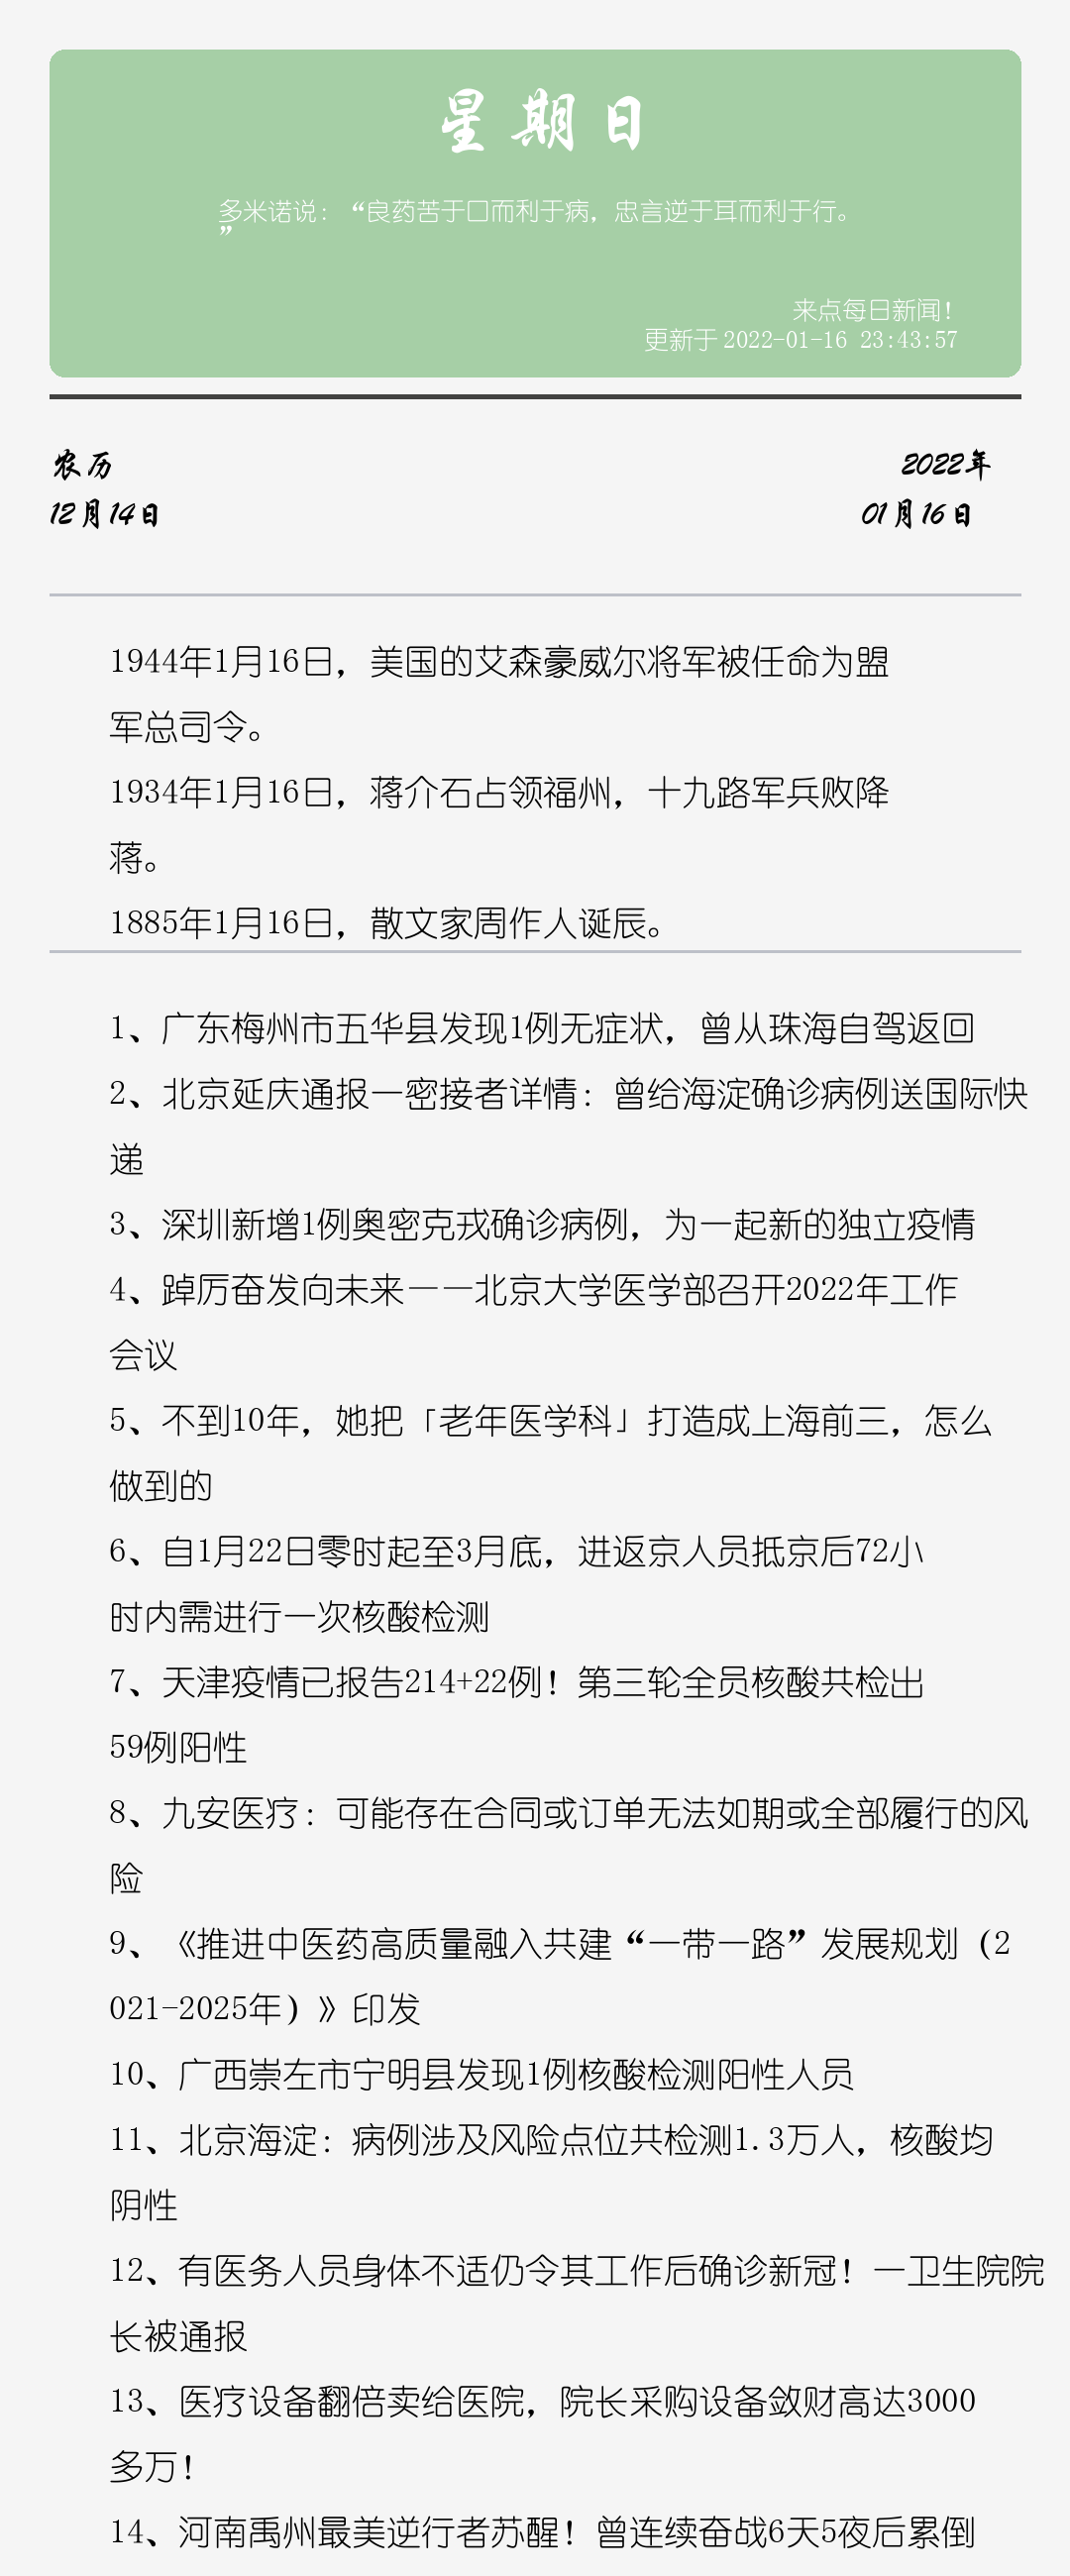 星期日
多米诺说：“良药苦于口而利于病，忠言逆于耳而利于行。
”
来点每日新闻！
更新于 2022-01-16 23:43:57
农历
2022年
12月14日
01月16日
1944年1月16日，美国的艾森豪威尔将军被任命为盟
军总司令。
1934年1月16日，蒋介石占领福州，十九路军兵败降
蒋。
1885年1月16日，散文家周作人诞辰。
1、广东梅州市五华县发现1例无症状，曾从珠海自驾返回
2、北京延庆通报一密接者详情：曾给海淀确诊病例送国际快
递
3、深圳新增1例奥密克戎确诊病例，为一起新的独立疫情
4、踔厉奋发向未来——北京大学医学部召开2022年工作
会议
5、不到10年，她把「老年医学科」打造成上海前三，怎么
做到的
6、自1月22日零时起至3月底，进返京人员抵京后72小
时内需进行一次核酸检测
7、天津疫情已报告214+22例！第三轮全员核酸共检出
59例阳性
8、九安医疗：可能存在合同或订单无法如期或全部履行的风
险
9、《推进中医药高质量融入共建“一带一路”发展规划（2
021-2025年）》印发
10、广西崇左市宁明县发现1例核酸检测阳性人员
11、北京海淀：病例涉及风险点位共检测1.3万人，核酸均
阴性
12、有医务人员身体不适仍令其工作后确诊新冠！一卫生院院
长被通报
13、医疗设备翻倍卖给医院，院长采购设备敛财高达3000
多万！
14、河南禹州最美逆行者苏醒！曾连续奋战6天5夜后累倒